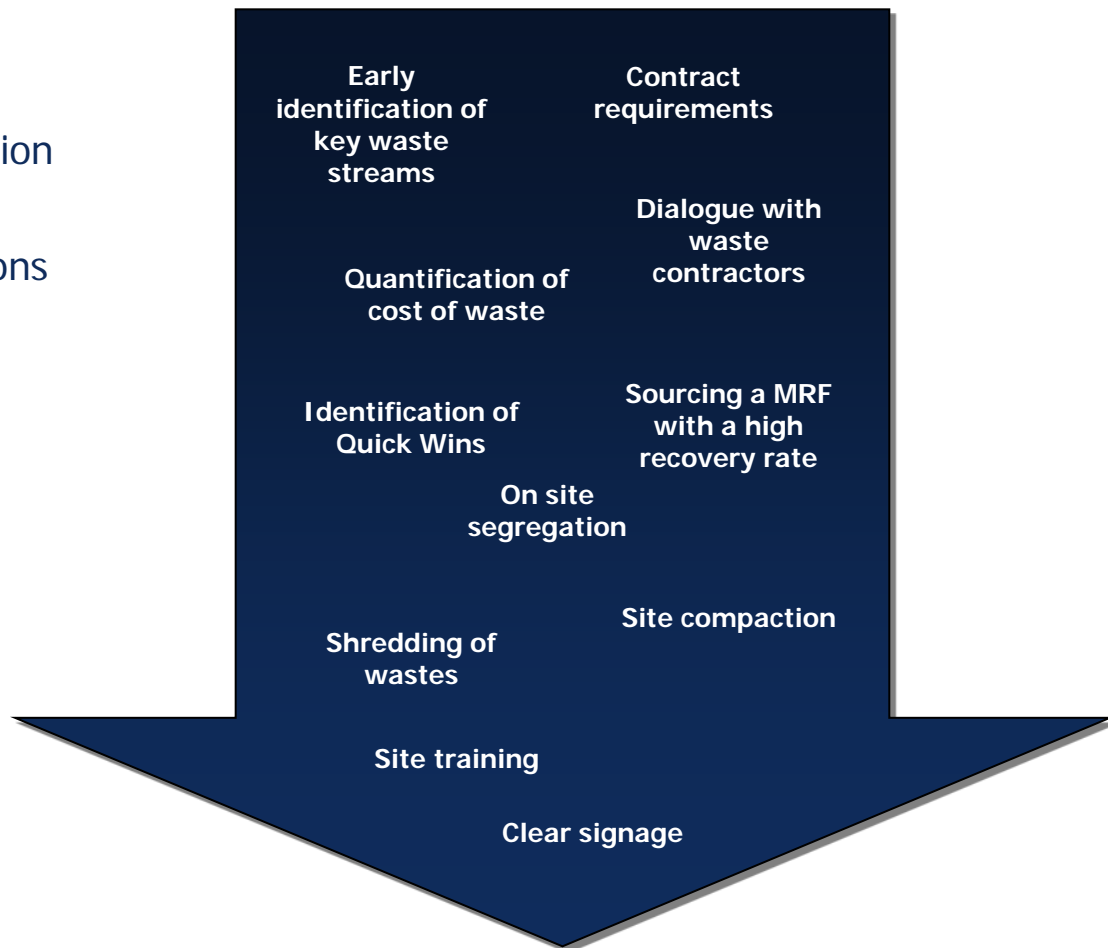 ion
ons
Early
identification of
key waste
streams
Contract
requirements
Dialogue with
waste
contractors
Quantification of
cost of waste
Identification of
Quick Wins
Sourcing a MRF
with a high
recovery rate
On site
segregation
Site compaction
Shredding of
wastes
Site training
Clear signage